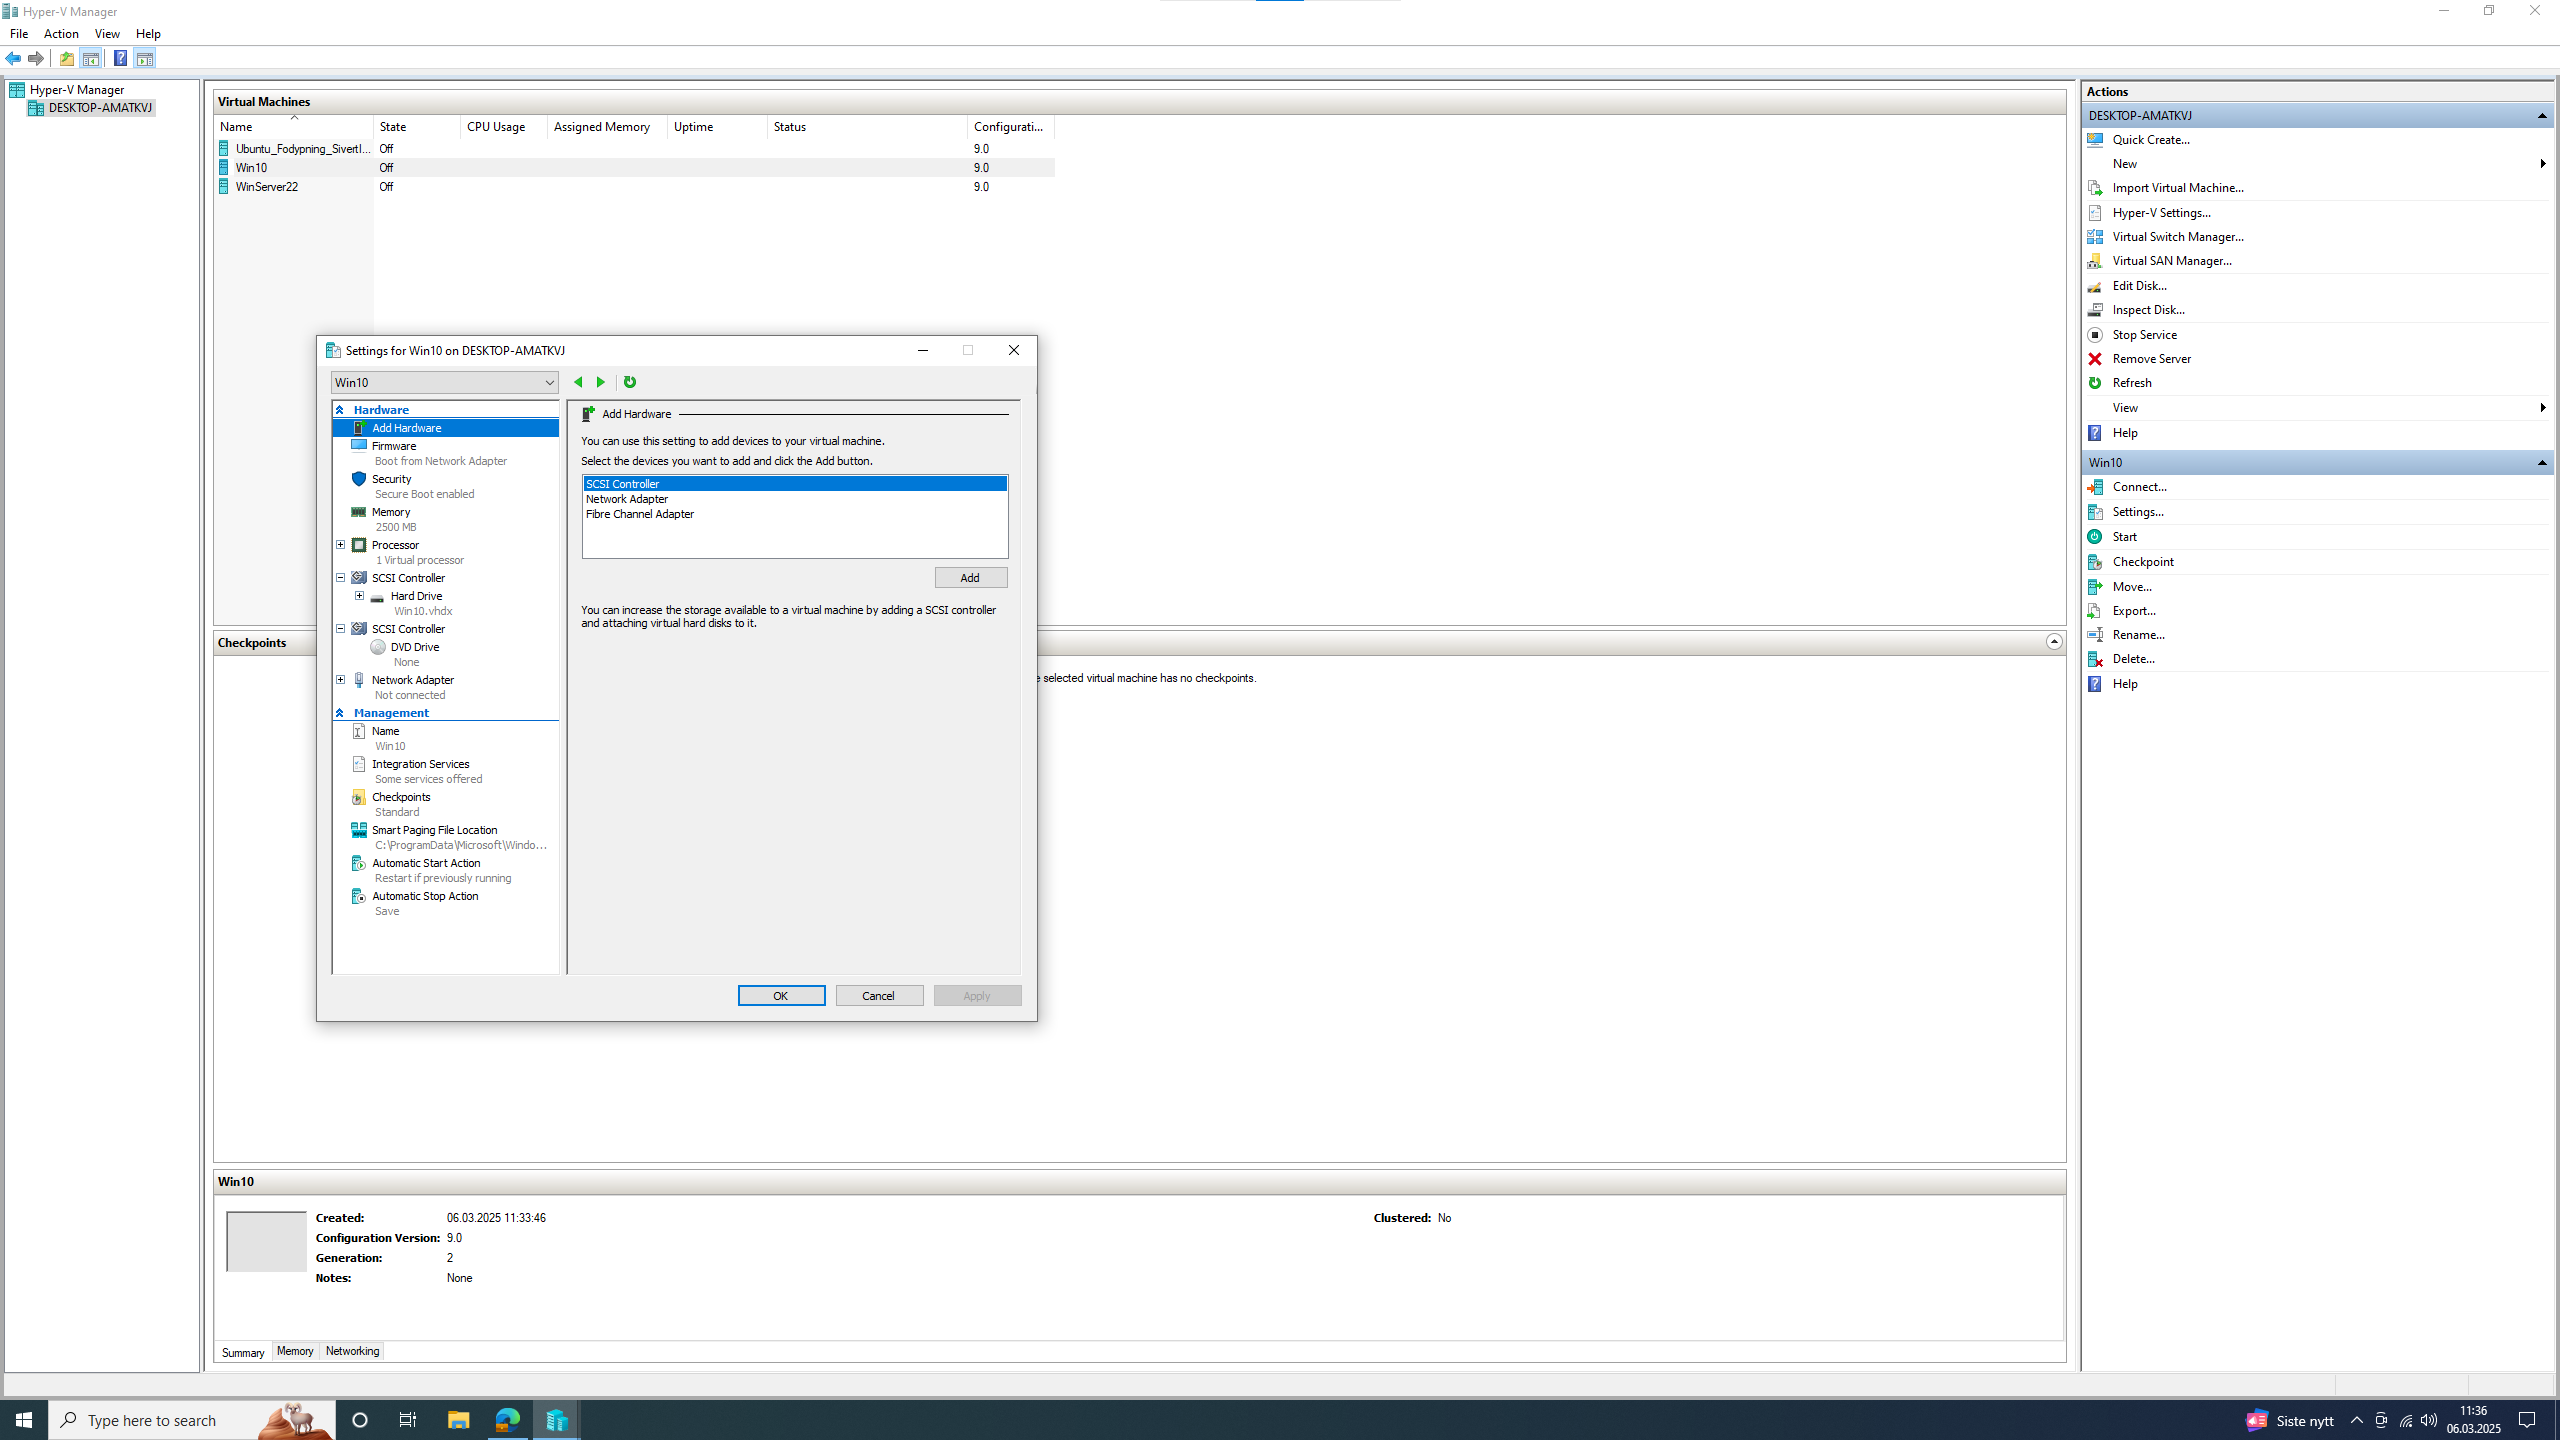 Hyper-V Manager
File Action View Help
Hyper-V Manager
DESKTOP-AMATKVJ
Virtual Machines
Name State CPU Usage Assigned Memory Uptime Status Configurati...
Ubuntu_Fodypning_SivertI... Off 9.0
Win10 Off 9.0
WinServer22 Off 9.0
Settings for Win10 on DESKTOP-AMATKVJ
Win10
Hardware
Add Hardware
Firmware
Boot from Network Adapter
Security
Secure Boot enabled
Memory
2500 MB
Processor
1 Virtual processor
SCSI Controller
Hard Drive
Win10.vhdx
SCSI Controller
DVD Drive
None
Network Adapter
Not connected
Management
Name
Win10
Integration Services
Some services offered
Checkpoints
Standard
Smart Paging File Location
C:\ProgramData\Microsoft\Windo...
Automatic Start Action
Restart if previously running
Automatic Stop Action
Save
Add Hardware
You can use this setting to add devices to your virtual machine.
Select the devices you want to add and click the Add button.
SCSI Controller
Network Adapter
Fibre Channel Adapter
Add
You can increase the storage available to a virtual machine by adding a SCSI controller
and attaching virtual hard disks to it.
OK Cancel Apply
Checkpoints
selected virtual machine has no checkpoints.
Win10
Created: 06.03.2025 11:33:46 Clustered: No
Configuration Version: 9.0
Generation: 2
Notes: None
Summary Memory Networking
Actions
DESKTOP-AMATKVJ
Quick Create...
New
Import Virtual Machine...
Hyper-V Settings...
Virtual Switch Manager...
Virtual SAN Manager...
Edit Disk...
Inspect Disk...
Stop Service
Remove Server
Refresh
View
Help
Win10
Connect...
Settings...
Start
Checkpoint
Move...
Export...
Rename...
Delete...
Help
Type here to search
Siste nytt
11:36
06.03.2025